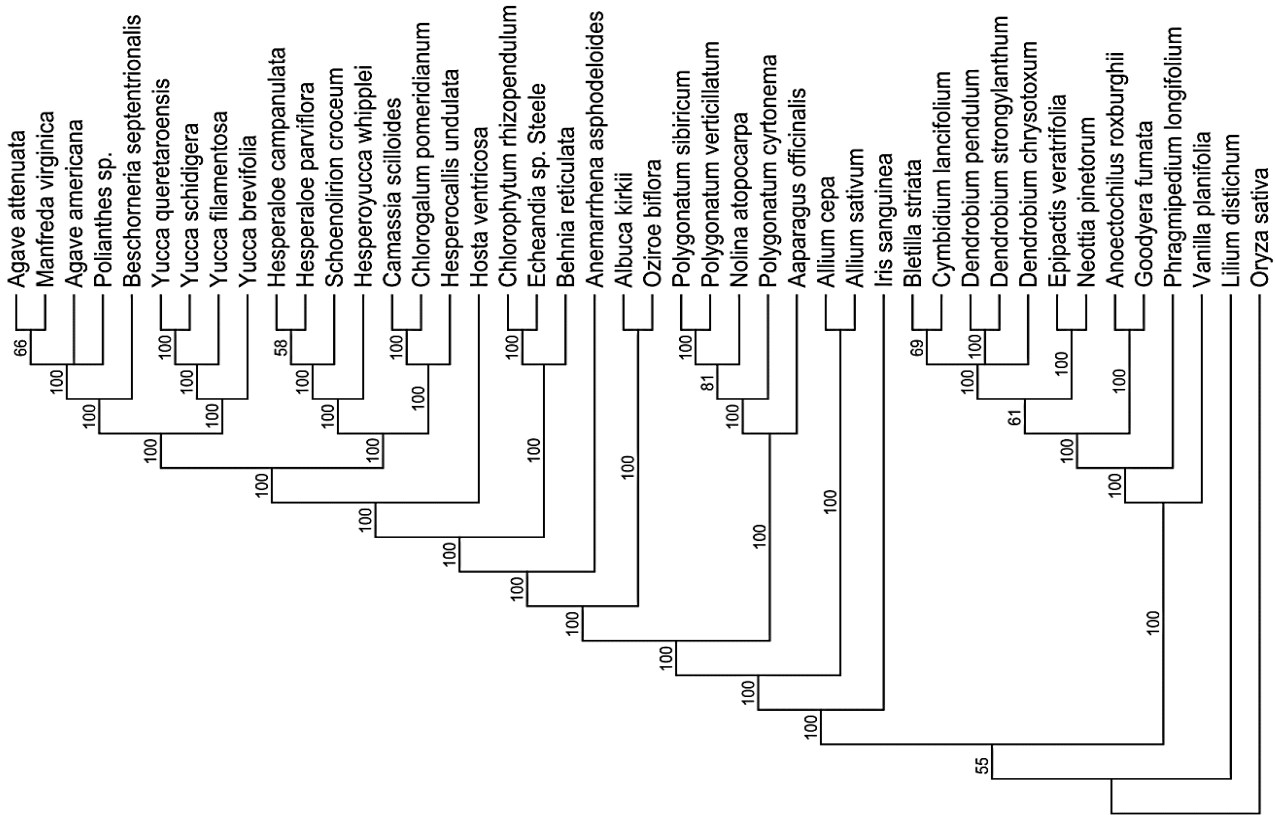 Agave attenuata
Manfreda virginica
Agave americana
Polianthes sp.
Beschorneria septentrionalis
Yucca queretaroensis
Yucca schidigera
Yucca filamentosa
Yucca brevifolia
Hesperaloe campanulata
Hesperaloe parviflora
Schoenolirion croceum
Hesperoyucca whipplei
Camassia scilloides
Chlorogalum pomeridianum
Hesperocallis undulata
Hosta ventricosa
Chlorophytum rhizopendulum
Echeandia sp. Steele
Behnia reticulata
Anemarrhena asphodeloides
Albuca kirkii
Oziroe biflora
Polygonatum sibiricum
Polygonatum verticillatum
Nolina atopocarpa
Polygonatum cyrtonema
Aaparagus officinalis
Allium cepa
Allium sativum
Iris sanguinea
Bletilla striata
Cymbidium lancifolium
Dendrobium pendulum
Dendrobium strongylanthum
Dendrobium chrysotoxum
Epipactis veratrifolia
Neottia pinetorum
Anoectochilus roxburghii
Goodyera fumata
Phragmipedium longifolium
Vanilla planifolia
Lilium distichum
Oryza sativa
66
100
100
100
100
100
100
100
58
100
100
100
100
100
100
100
100
100
100
100
100
100
100
81
100
100
100
100
100
100
69
100
100
100
61
100
100
100
100
55